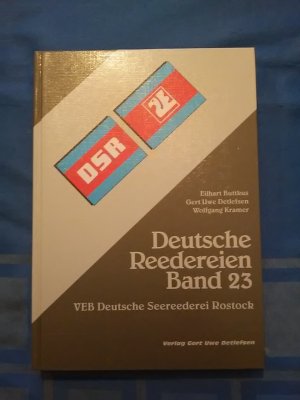 DSR
Eilhart Buttkus
Gert Uwe Detlefsen
Wolfgang Kramer
Deutsche
Reedereien
Band 23
VEB Deutsche Seereederei Rostock
Verlag Gert Uwe Detlefsen